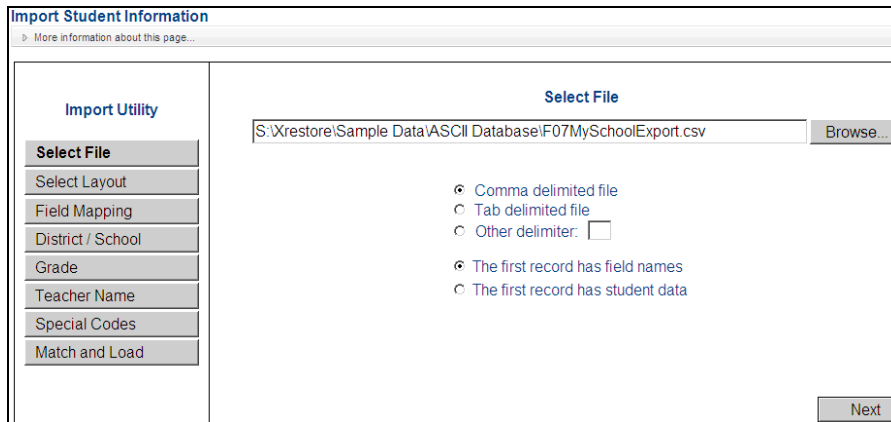 Import Student Information
More information about this page...
Import Utility
Select File
Select Layout
Field Mapping
District / School
Grade
Teacher Name
Special Codes
Match and Load
Select File
S:\Xrestore\Sample Data\ASCII Database\F07MySchoolExport.csv
Browse...
Comma delimited file
Tab delimited file
Other delimiter:
The first record has field names
The first record has student data
Next